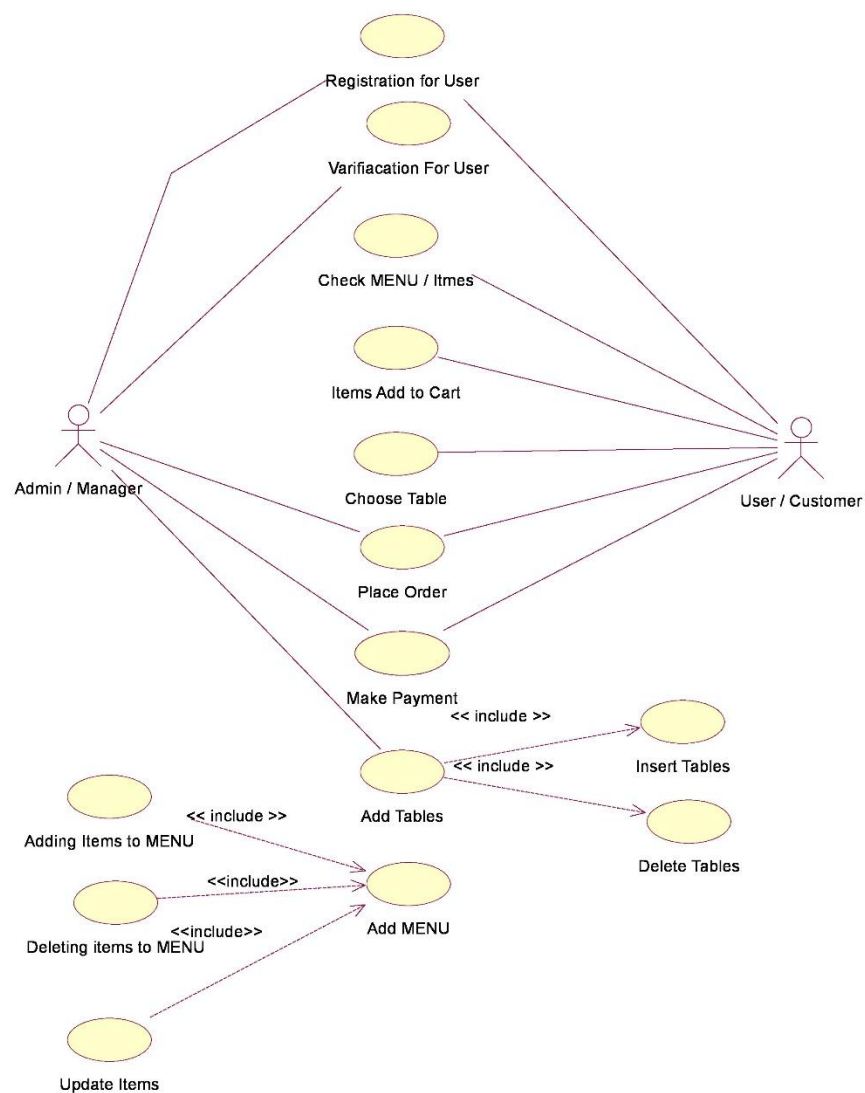 Registration for User
Varifiacation For User
Check MENU / Itmes
Items Add to Cart
Admin / Manager
Choose Table
User / Customer
Place Order
Make Payment
<< include >>
Insert Tables
<< include >>
Add Tables
Delete Tables
<< include >>
Adding Items to MENU
<<include>>
Add MENU
<<include>>
Deleting items to MENU
Update Items